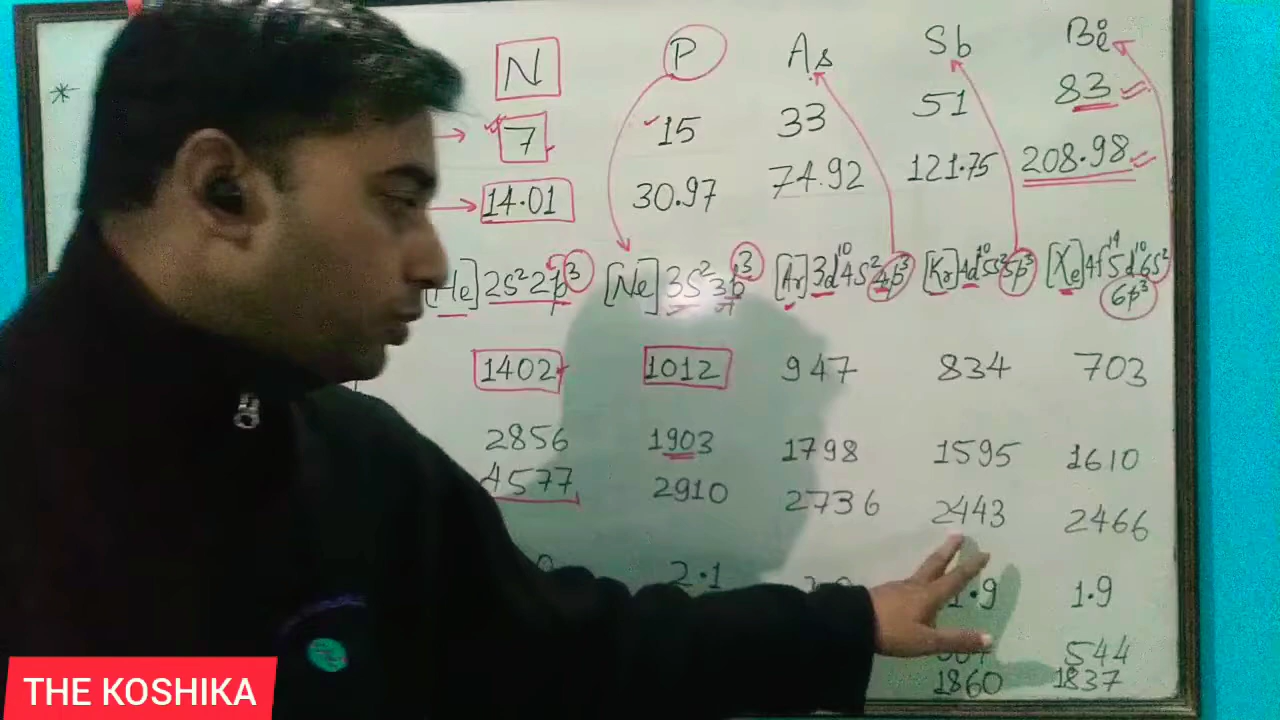 * N P As Sb Bi
7 15 33 51 83
14.01 30.97 74.92 121.75 208.98
[He]2s²2p³ [Ne]3s²3p³ [Ar]3d¹⁰4s²4p³ [Kr]4d¹⁰5s²5p³ [Xe]4f¹⁴5d¹⁰6s²
6p³
1402 1012 947 834 703
2856 1903 1798 1595 1610
4577 2910 2736 2443 2466
2.1 1.9 1.9
544
1860 1837
THE KOSHIKA